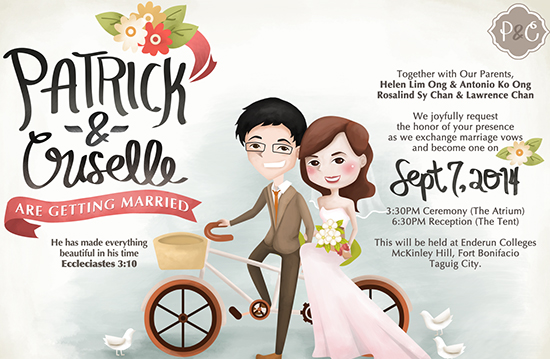 PATRICK
-&-
Criselle
ARE GETTING MARRIED
He has made everything
beautiful in his time
Eccleciastes 3:10
P&C
Together with Our Parents,
Helen Lim Ong & Antonio Ko Ong
Rosalind Sy Chan & Lawrence Chan
We joyfully request
the honor of your presence
as we exchange marriage vows
and become one on
Sept 7, 2014
3:30PM Ceremony (The Atrium)
6:30PM Reception (The Tent)
This will be held at Enderun Colleges
McKinley Hill, Fort Bonifacio
Taguig City.